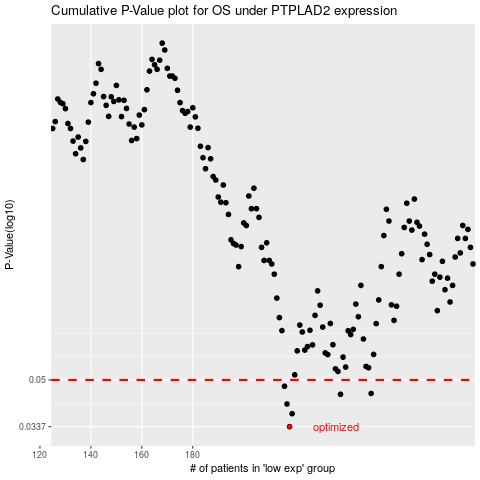 Cumulative P-Value plot for OS under PTPLAD2 expression
P-Value(log10)
0.05
0.0337
optimized
120 140 160 180
# of patients in 'low exp' group